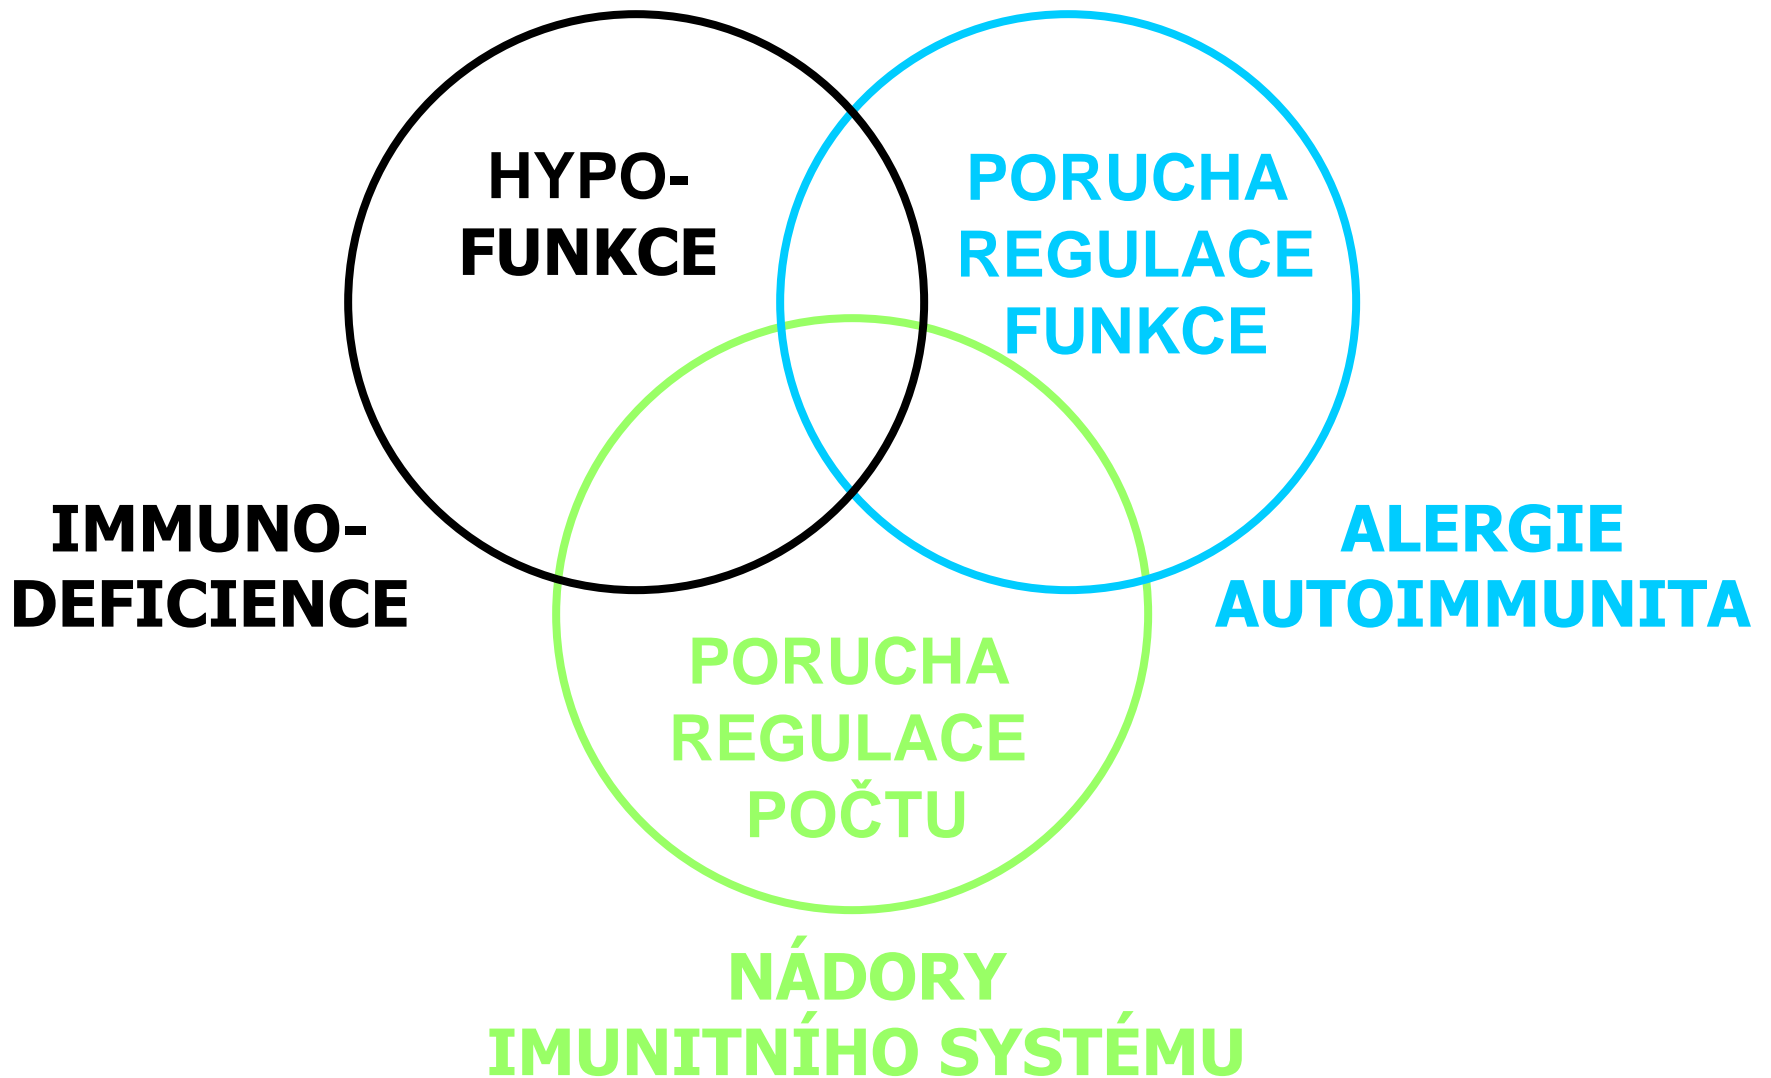 HYPO-
FUNKCE
PORUCHA
REGULACE
FUNKCE
IMMUNO-
DEFICIENCE
ALERGIE
AUTOIMMUNITA
PORUCHA
REGULACE
POČTU
NÁDORY
IMUNITNÍHO SYSTÉMU